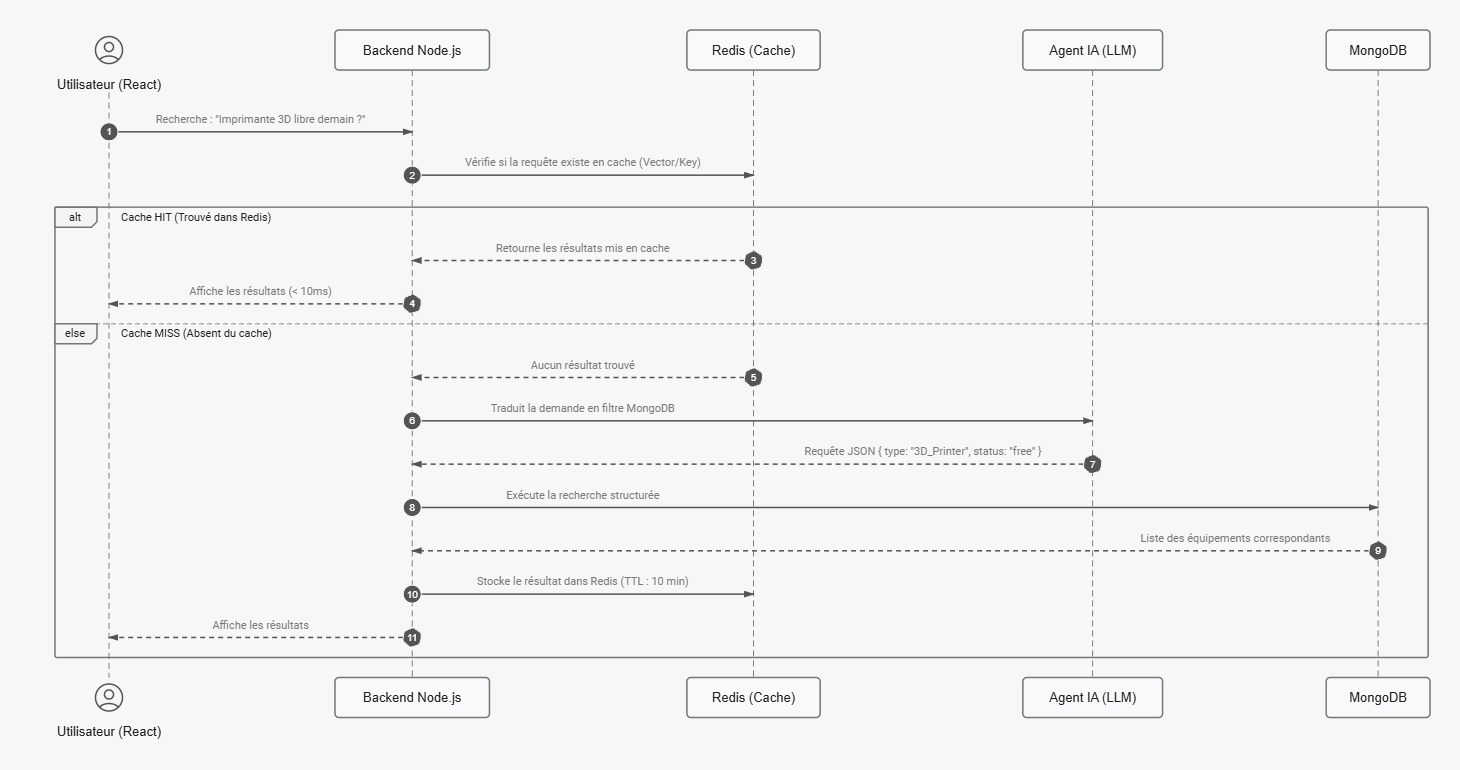 Backend Node.js
Redis (Cache)
Agent IA (LLM)
MongoDB
Utilisateur (React)
Recherche : "Imprimante 3D libre demain ?"
1
Vérifie si la requête existe en cache (Vector/Key)
2
alt
Cache HIT (Trouvé dans Redis)
Retourne les résultats mis en cache
3
Affiche les résultats (< 10ms)
4
else
Cache MISS (Absent du cache)
Aucun résultat trouvé
5
Traduit la demande en filtre MongoDB
6
Requête JSON { type: "3D_Printer", status: "free" }
7
Exécute la recherche structurée
8
Liste des équipements correspondants
9
Stocke le résultat dans Redis (TTL : 10 min)
10
Affiche les résultats
11
Backend Node.js
Redis (Cache)
Agent IA (LLM)
MongoDB
Utilisateur (React)